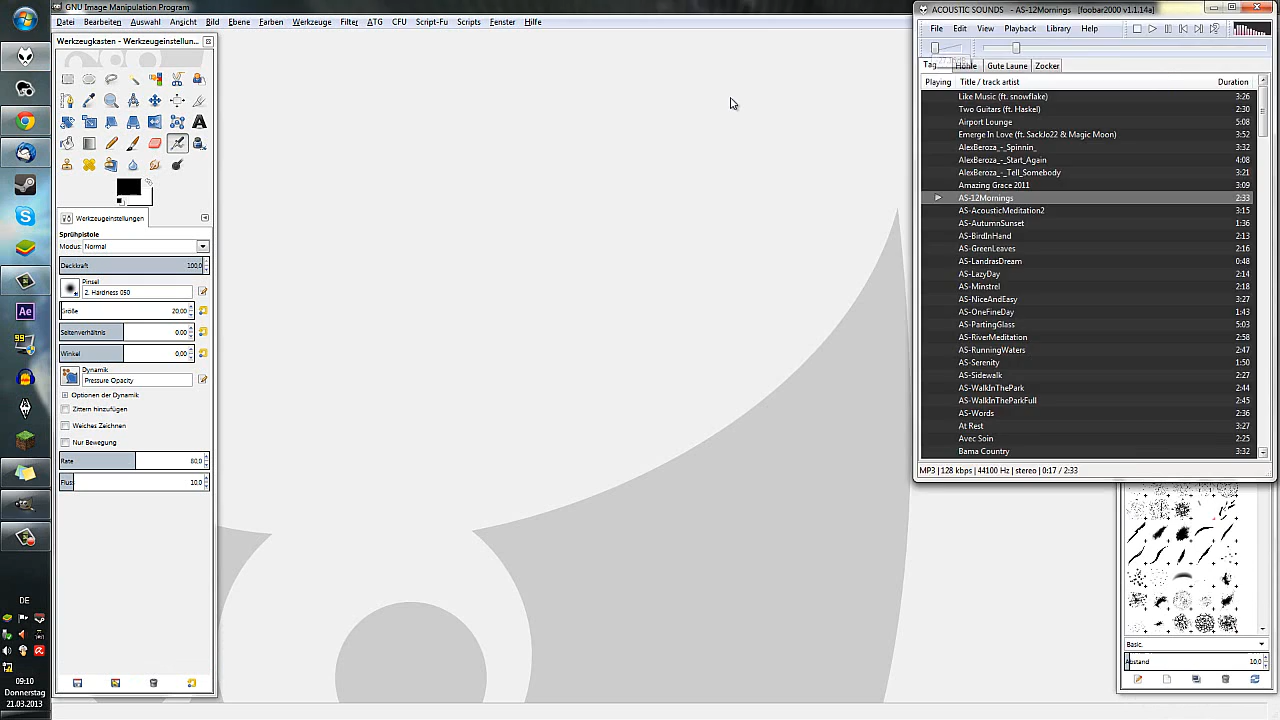 GNU Image Manipulation Program
Datei Bearbeiten Auswahl Ansicht Bild Ebene Farben Werkzeuge Filter ATG CFU Script-Fu Scripts Fenster Hilfe
Werkzeugkasten - Werkzeugeinstellun...
Werkzeugeinstellungen
Sprühpistole
Modus: Normal
Deckkraft 100,0
Pinsel
2. Hardness 050
Größe 20,00
Seitenverhältnis 0,00
Winkel 0,00
Dynamik
Pressure Opacity
Optionen der Dynamik
Zittern hinzufügen
Weiches Zeichnen
Nur Bewegung
Rate 80,0
Fluss 10,0
ACOUSTIC SOUNDS - AS-12Mornings [foobar2000 v1.1.14a]
File Edit View Playback Library Help
Tag Höhle Gute Laune Zocker
Playing Title / track artist Duration
Like Music (ft. snowflake) 3:26
Two Guitars (ft. Haskel) 2:30
Airport Lounge 5:08
Emerge In Love (ft. SackJo22 & Magic Moon) 3:52
AlexBeroza_-_Spinnin_ 3:32
AlexBeroza_-_Start_Again 4:08
AlexBeroza_-_Tell_Somebody 3:21
Amazing Grace 2011 3:09
AS-12Mornings 2:33
AS-AcousticMeditation2 3:15
AS-AutumnSunset 1:36
AS-BirdInHand 2:13
AS-GreenLeaves 2:16
AS-LandrasDream 0:48
AS-LazyDay 2:14
AS-Minstrel 2:18
AS-NiceAndEasy 3:27
AS-OneFineDay 1:43
AS-PartingGlass 5:03
AS-RiverMeditation 2:58
AS-RunningWaters 2:47
AS-Serenity 1:50
AS-Sidewalk 2:27
AS-WalkInThePark 2:44
AS-WalkInTheParkFull 2:45
AS-Words 2:36
At Rest 3:27
Avec Soin 2:25
Bama Country 3:32
MP3 | 128 kbps | 44100 Hz | stereo | 0:17 / 2:33
Basic.
Abstand 10,0
Ae
99
DE
09:10
Donnerstag
21.03.2013